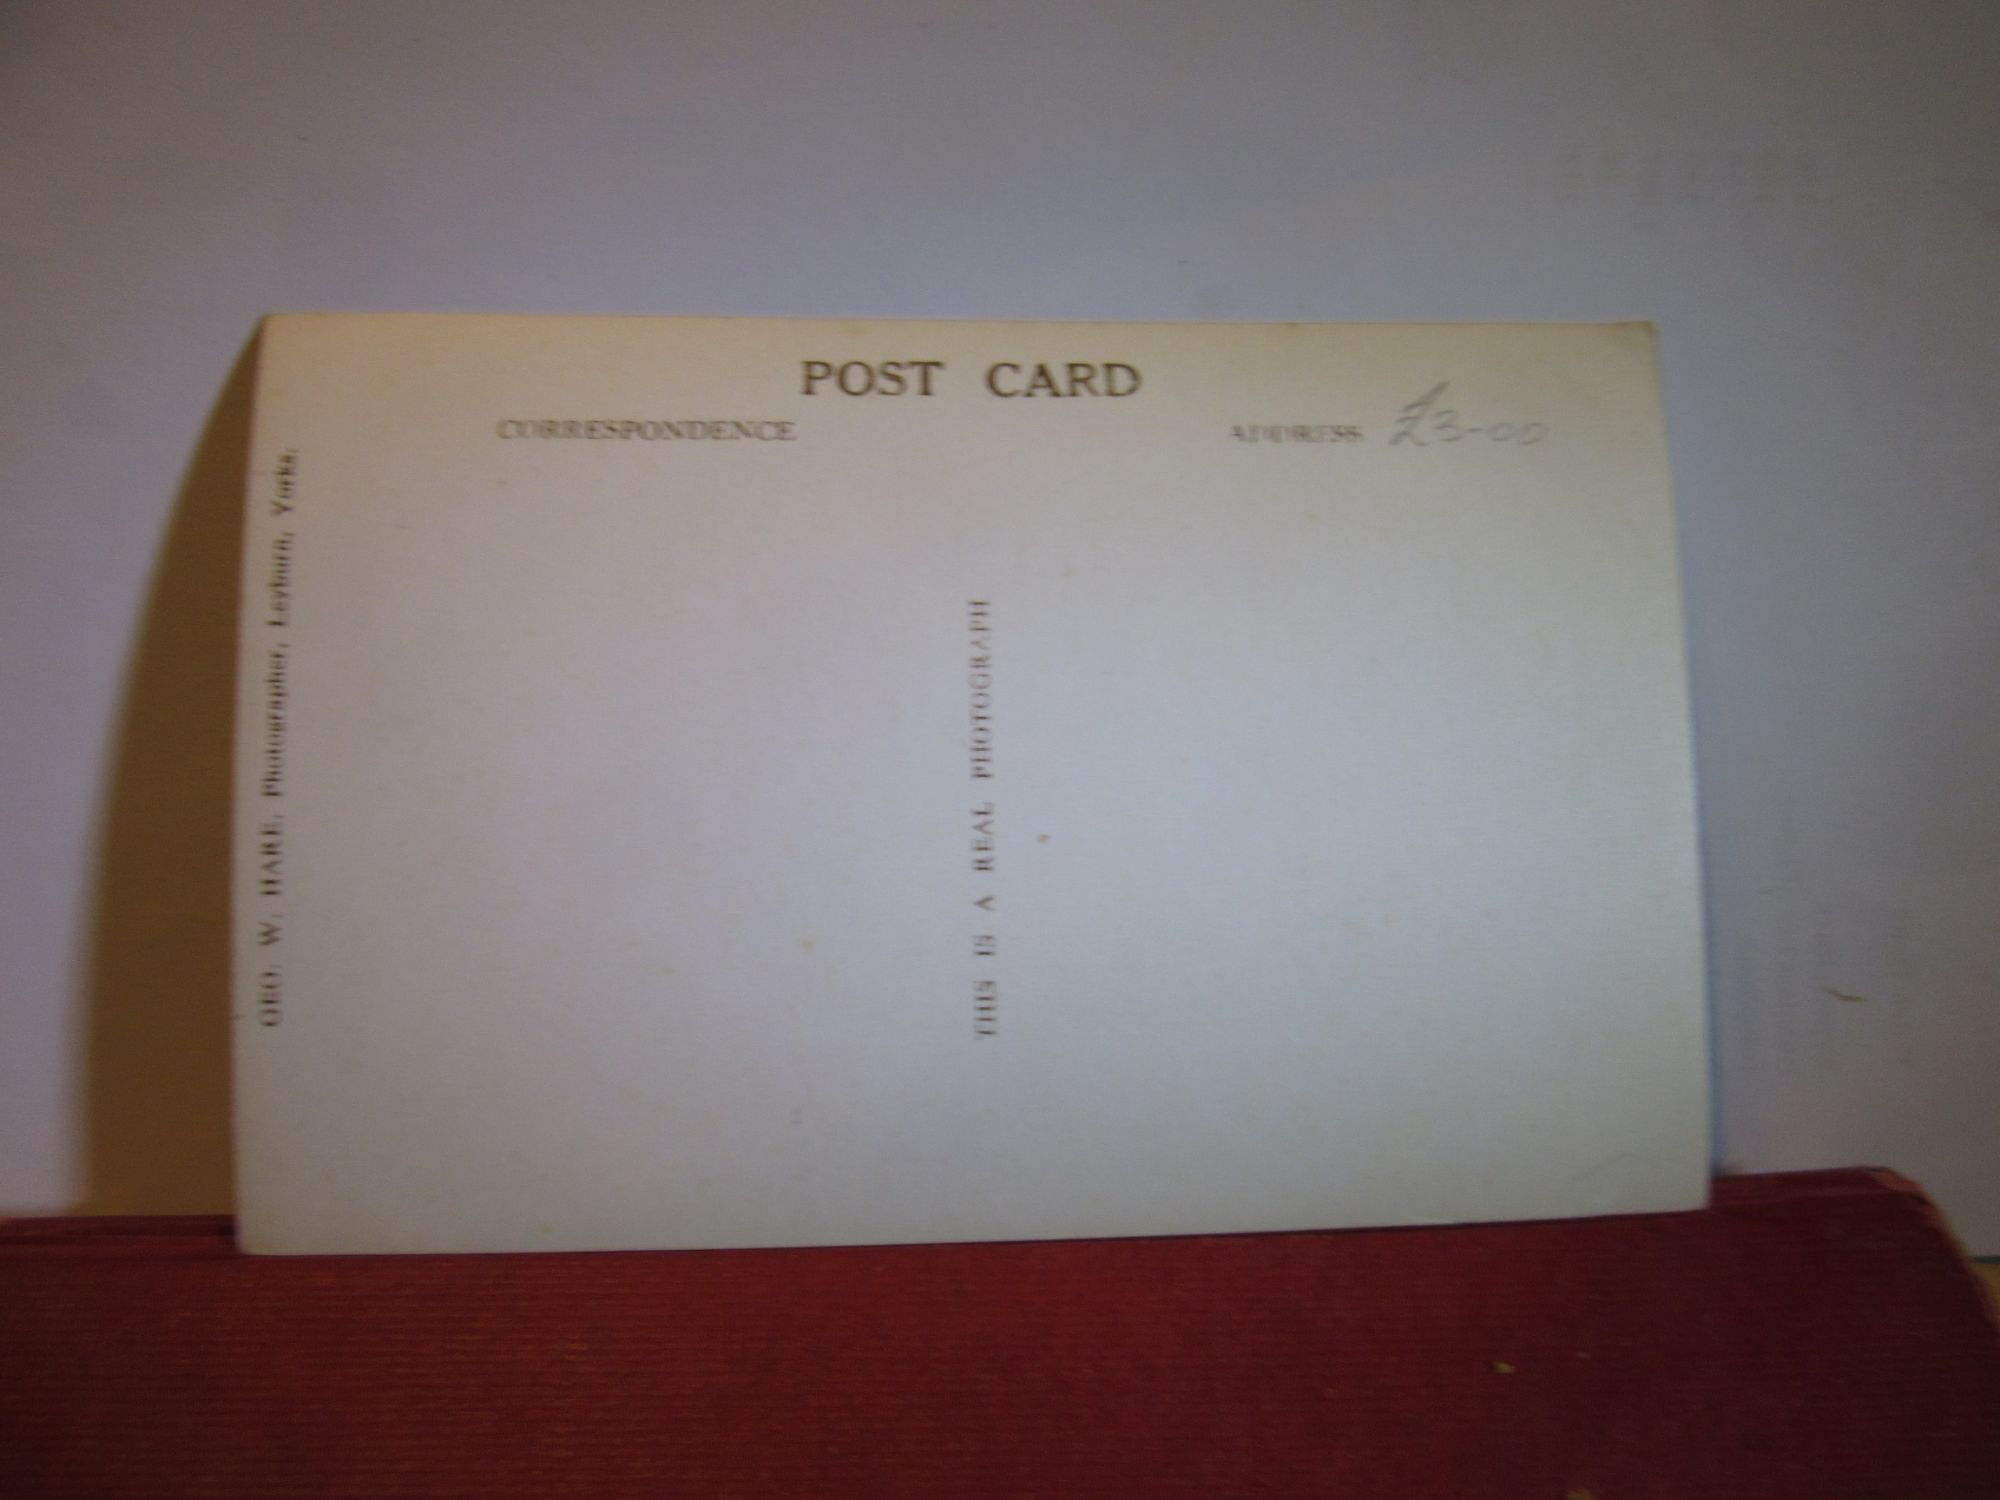 POST CARD
CORRESPONDENCE
ADDRESS £3-00
GEO. W. HARE, Photographer, Leyburn, Yorks.
THIS IS A REAL PHOTOGRAPH